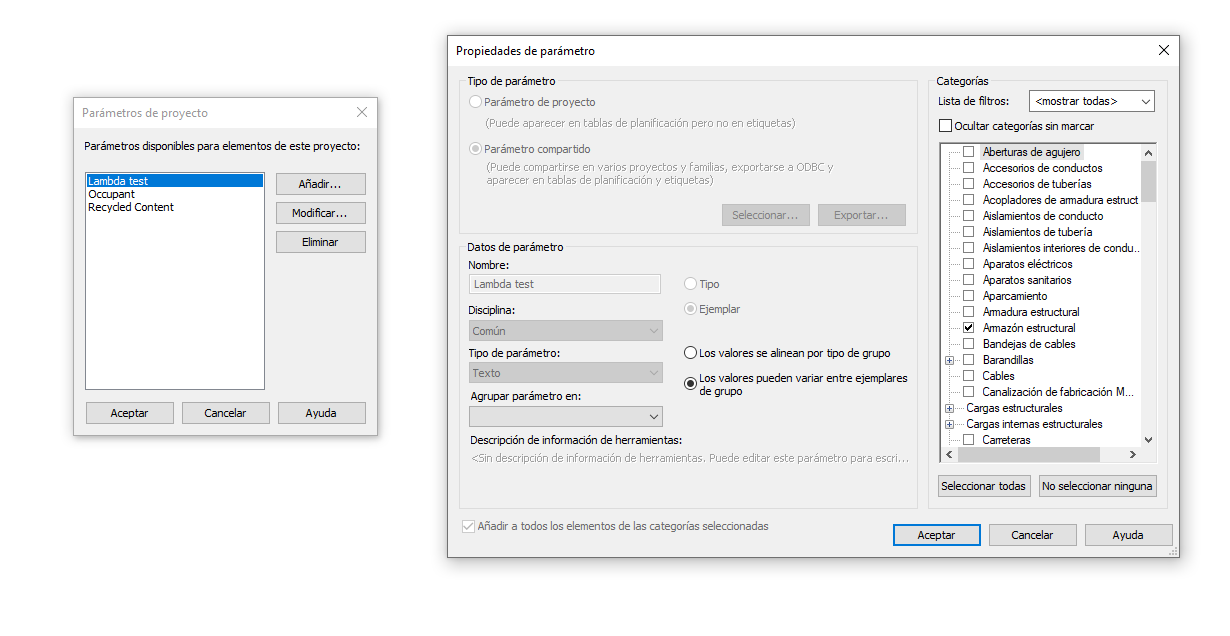 Parámetros de proyecto
Parámetros disponibles para elementos de este proyecto:
Lambda test
Occupant
Recycled Content
Añadir...
Modificar...
Eliminar
Aceptar
Cancelar
Ayuda
Propiedades de parámetro
Tipo de parámetro
Parámetro de proyecto
(Puede aparecer en tablas de planificación pero no en etiquetas)
Parámetro compartido
(Puede compartirse en varios proyectos y familias, exportarse a ODBC y
aparecer en tablas de planificación y etiquetas)
Seleccionar...
Exportar...
Datos de parámetro
Nombre:
Lambda test
Disciplina:
Común
Tipo de parámetro:
Texto
Agrupar parámetro en:
Tipo
Ejemplar
Los valores se alinean por tipo de grupo
Los valores pueden variar entre ejemplares
de grupo
Descripción de información de herramientas:
<Sin descripción de información de herramientas. Puede editar este parámetro para escri...
Añadir a todos los elementos de las categorías seleccionadas
Categorías
Lista de filtros:
<mostrar todas>
Ocultar categorías sin marcar
Aberturas de agujero
Accesorios de conductos
Accesorios de tuberías
Acopladores de armadura estruct
Aislamientos de conducto
Aislamientos de tubería
Aislamientos interiores de condu..
Aparatos eléctricos
Aparatos sanitarios
Aparcamiento
Armadura estructural
Armazón estructural
Bandejas de cables
Barandillas
Cables
Canalización de fabricación M...
Cargas estructurales
Cargas internas estructurales
Carreteras
Seleccionar todas
No seleccionar ninguna
Aceptar
Cancelar
Ayuda